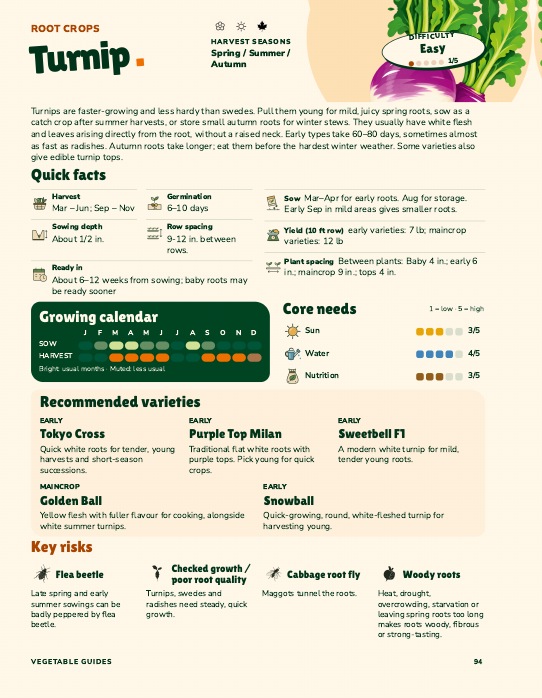 ROOT CROPS
Turnip.
HARVEST SEASONS
Spring / Summer /
Autumn
DIFFICULTY
Easy
1/5
Turnips are faster-growing and less hardy than swedes. Pull them young for mild, juicy spring roots, sow as a
catch crop after summer harvests, or store small autumn roots for winter stews. They usually have white flesh
and leaves arising directly from the root, without a raised neck. Early types take 60–80 days, sometimes almost
as fast as radishes. Autumn roots take longer; eat them before the hardest winter weather. Some varieties also
give edible turnip tops.
Quick facts
Harvest
Mar – Jun; Sep – Nov
Germination
6–10 days
Sowing depth
About 1/2 in.
Row spacing
9-12 in. between
rows.
Ready in
About 6–12 weeks from sowing; baby roots may
be ready sooner
Sow Mar–Apr for early roots. Aug for storage.
Early Sep in mild areas gives smaller roots.
Yield (10 ft row) early varieties: 7 lb; maincrop
varieties: 12 lb
Plant spacing Between plants: Baby 4 in.; early 6
in.; maincrop 9 in.; tops 4 in.
Growing calendar
J F M A M J J A S O N D
SOW
HARVEST
Bright: usual months · Muted: less usual
Core needs
1 = low · 5 = high
Sun 3/5
Water 4/5
Nutrition 3/5
Recommended varieties
EARLY
Tokyo Cross
Quick white roots for tender, young
harvests and short-season
successions.
EARLY
Purple Top Milan
Traditional flat white roots with
purple tops. Pick young for quick
crops.
EARLY
Sweetbell F1
A modern white turnip for mild,
tender young roots.
MAINCROP
Golden Ball
Yellow flesh with fuller flavour for cooking, alongside
white summer turnips.
EARLY
Snowball
Quick-growing, round, white-fleshed turnip for
harvesting young.
Key risks
Flea beetle
Late spring and early
summer sowings can be
badly peppered by flea
beetle.
Checked growth /
poor root quality
Turnips, swedes and
radishes need steady, quick
growth.
Cabbage root fly
Maggots tunnel the roots.
Woody roots
Heat, drought,
overcrowding, starvation or
leaving spring roots too long
makes roots woody, fibrous
or strong-tasting.
VEGETABLE GUIDES
94